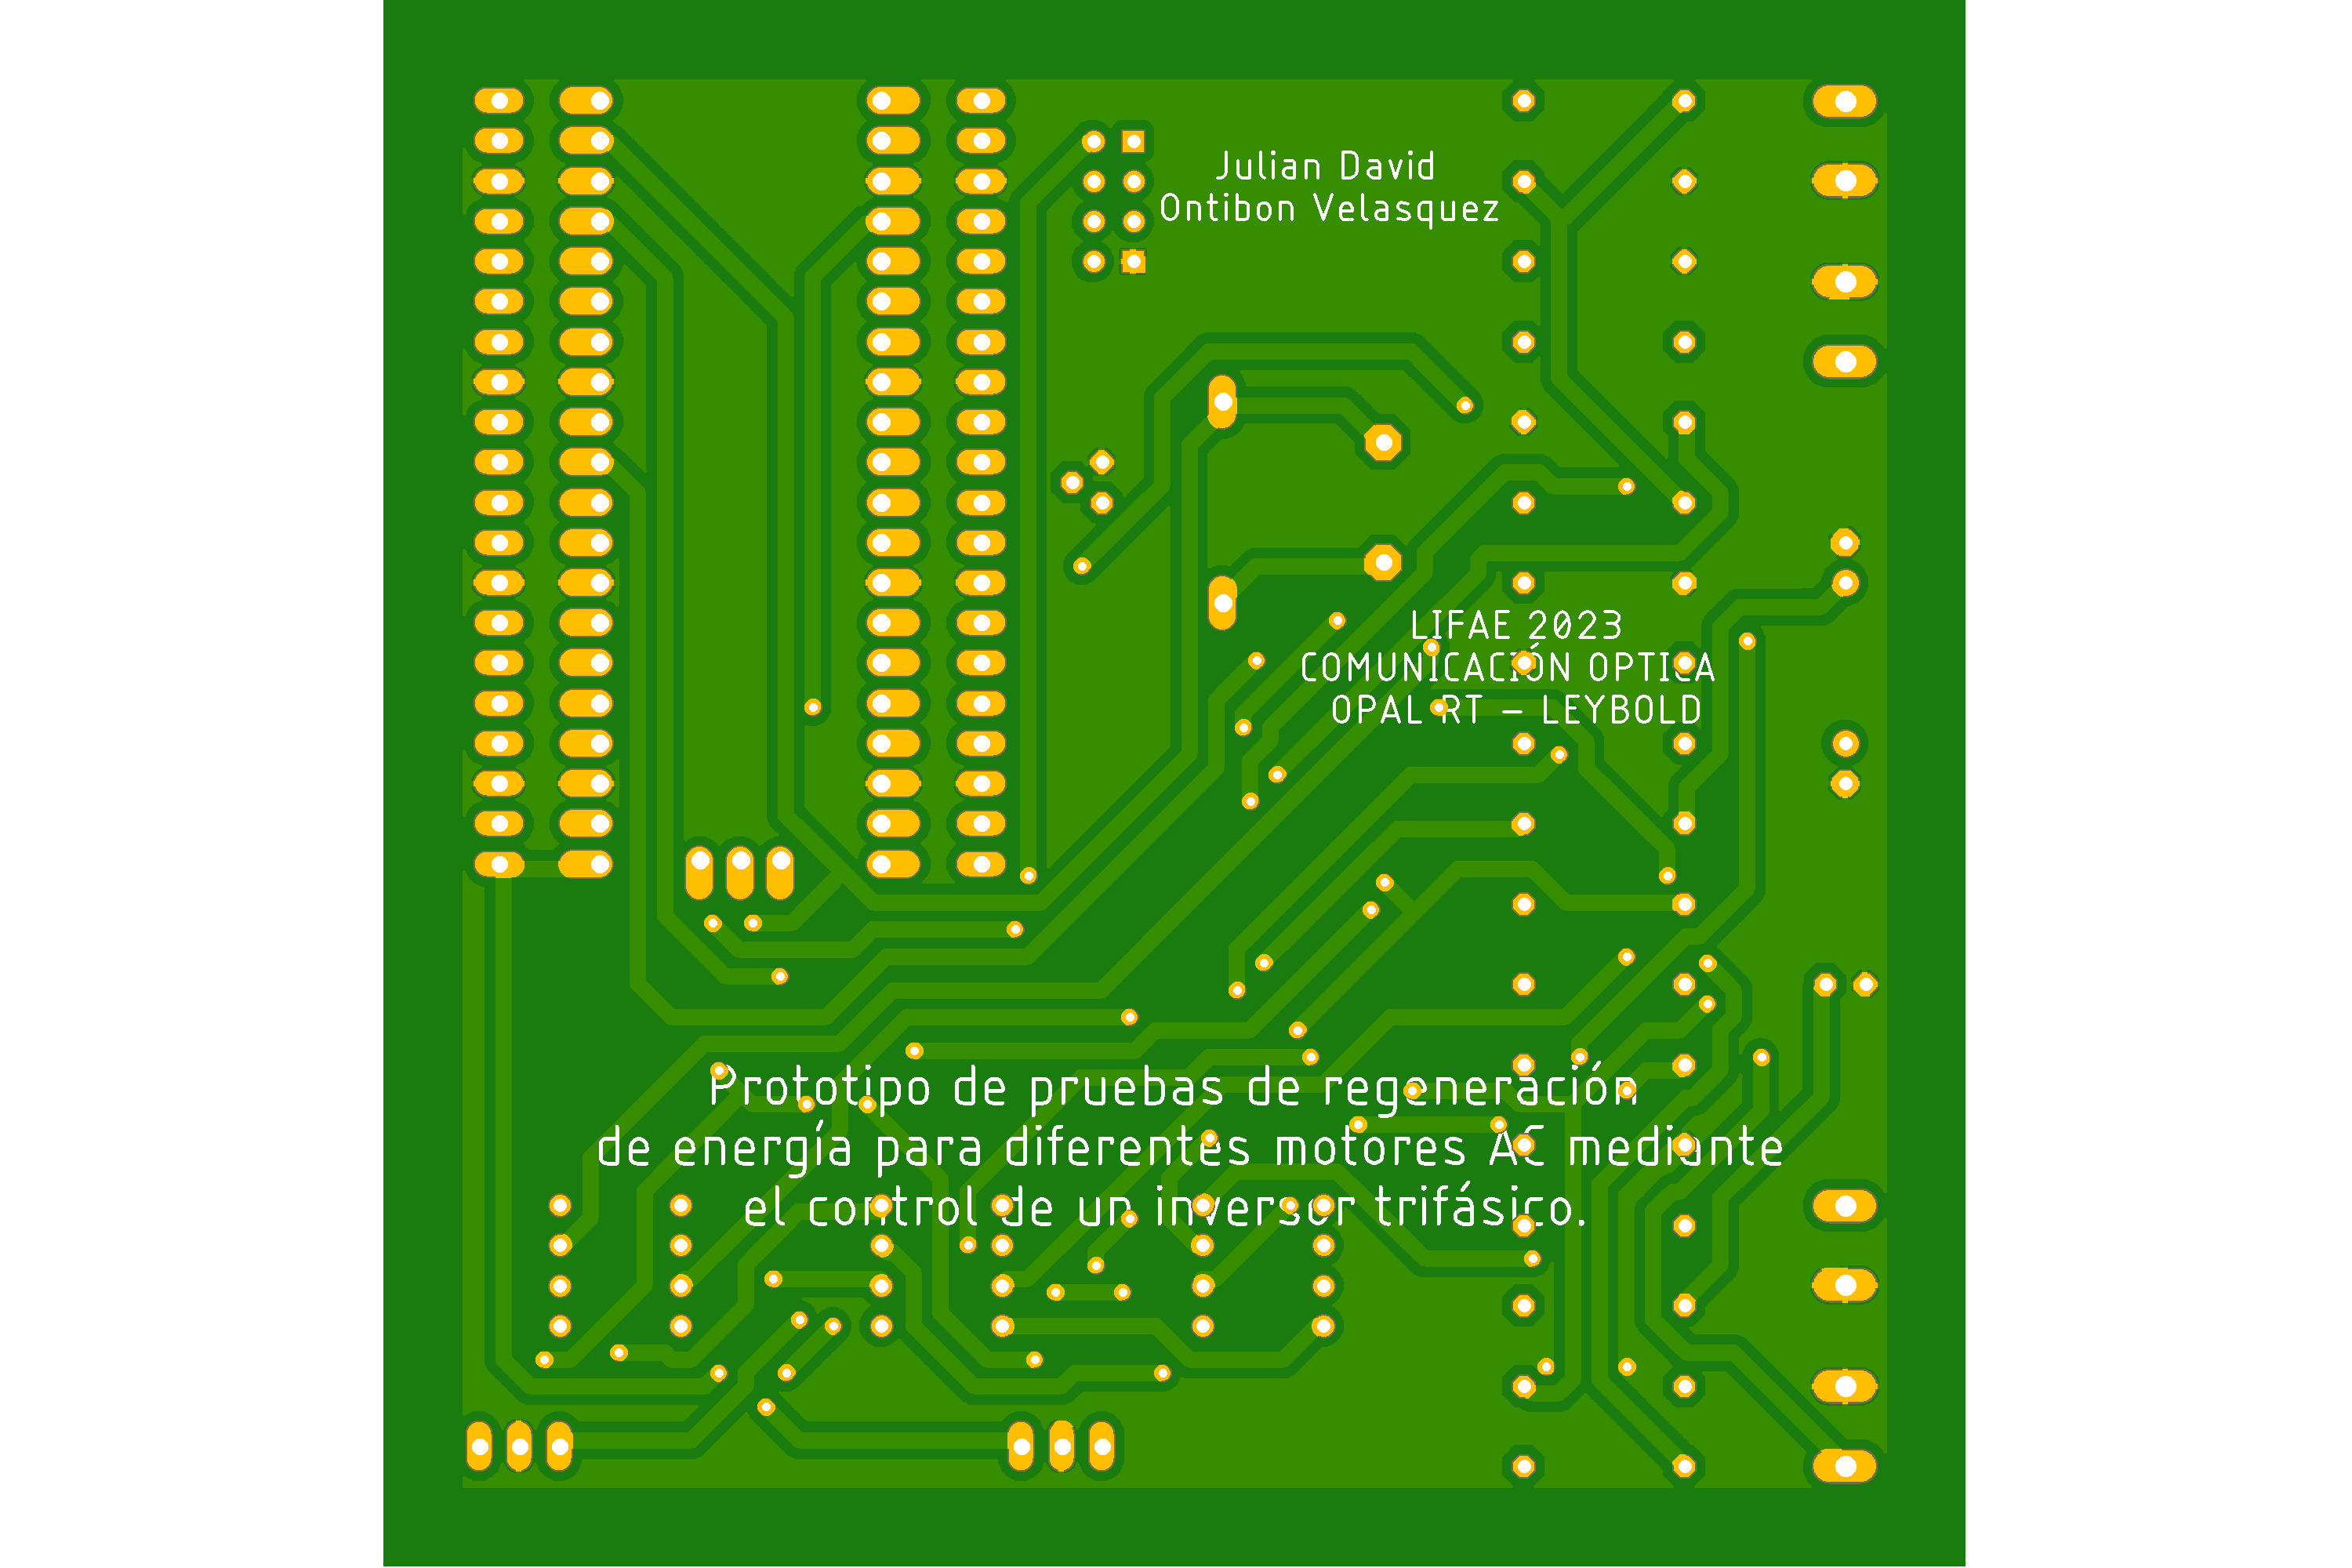 Julian David
Ontibon Velasquez
LIFAE 2023
COMUNICACIÓN OPTICA
OPAL RT - LEYBOLD
Prototipo de pruebas de regeneración
de energía para diferentes motores AC mediante
el control de un inversor trifásico.